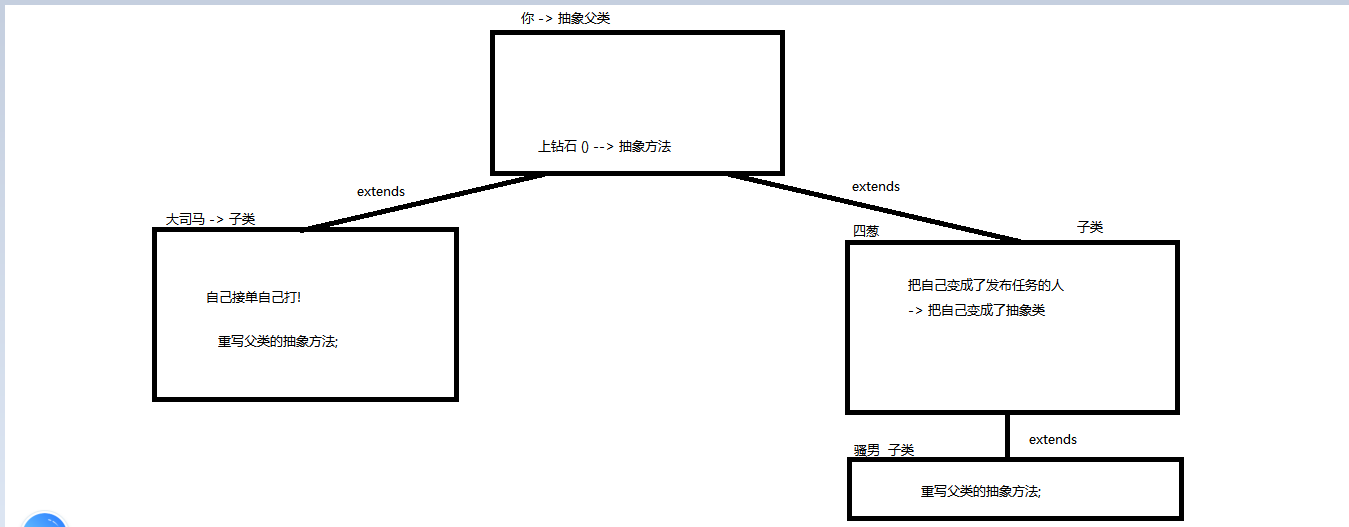 你 -> 抽象父类
上钻石 () --> 抽象方法
extends
extends
大司马 -> 子类
自己接单自己打!
重写父类的抽象方法;
四葱
子类
把自己变成了发布任务的人
-> 把自己变成了抽象类
extends
骚男 子类
重写父类的抽象方法;